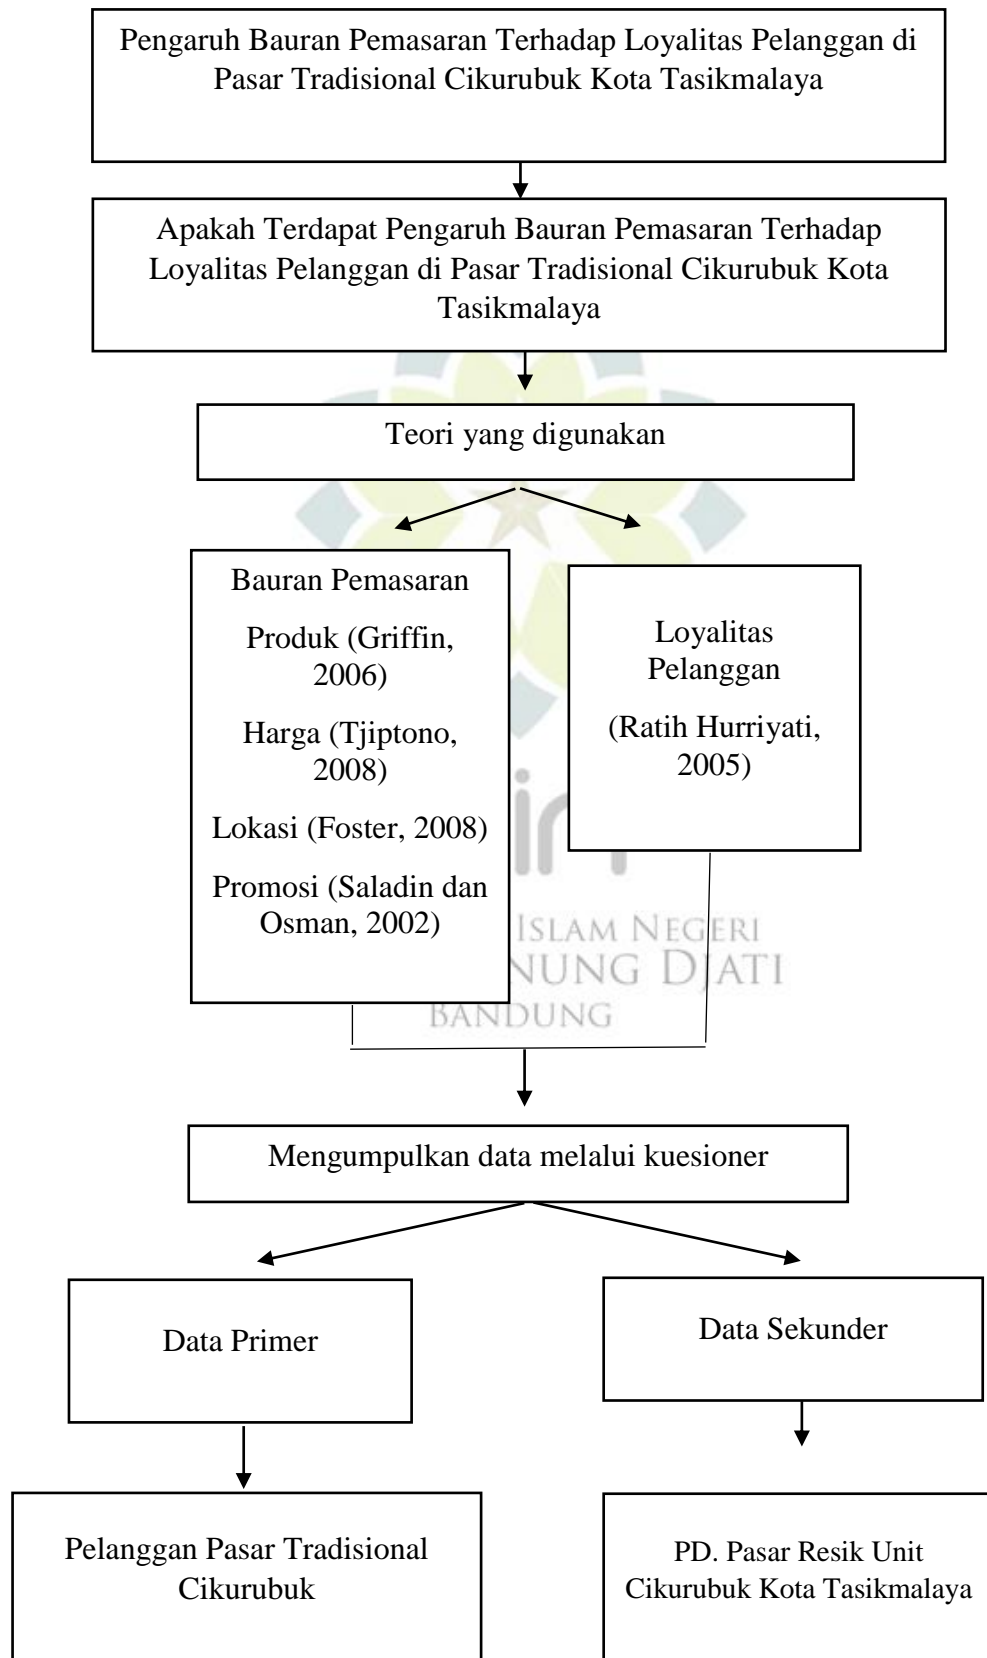 Pengaruh Bauran Pemasaran Terhadap Loyalitas Pelanggan di
Pasar Tradisional Cikurubuk Kota Tasikmalaya
Apakah Terdapat Pengaruh Bauran Pemasaran Terhadap
Loyalitas Pelanggan di Pasar Tradisional Cikurubuk Kota
Tasikmalaya
Teori yang digunakan
Bauran Pemasaran
Produk (Griffin,
2006)
Harga (Tjiptono,
2008)
Lokasi (Foster, 2008)
Promosi (Saladin dan
Osman, 2002)
Loyalitas
Pelanggan
(Ratih Hurriyati,
2005)
ISLAM NEGERI
NUNG DJATI
BANDUNG
Mengumpulkan data melalui kuesioner
Data Primer
Data Sekunder
Pelanggan Pasar Tradisional
Cikurubuk
PD. Pasar Resik Unit
Cikurubuk Kota Tasikmalaya